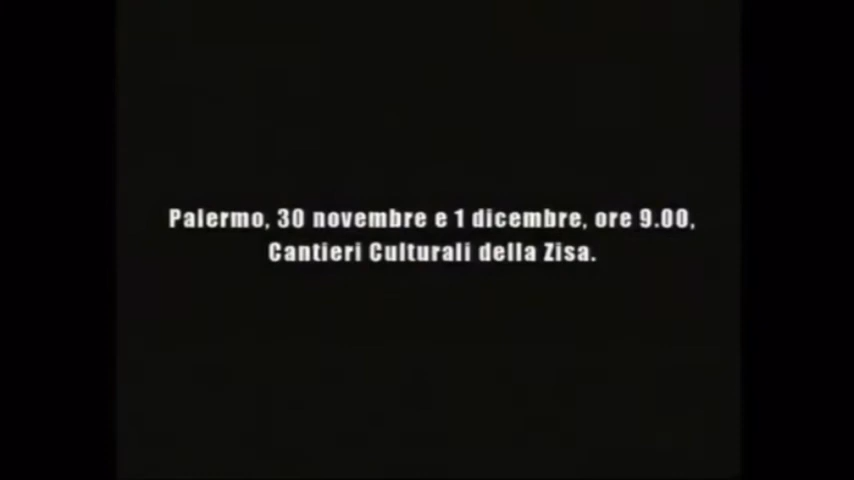 Palermo, 30 novembre e 1 dicembre, ore 9.00,
Cantieri Culturali della Zisa.